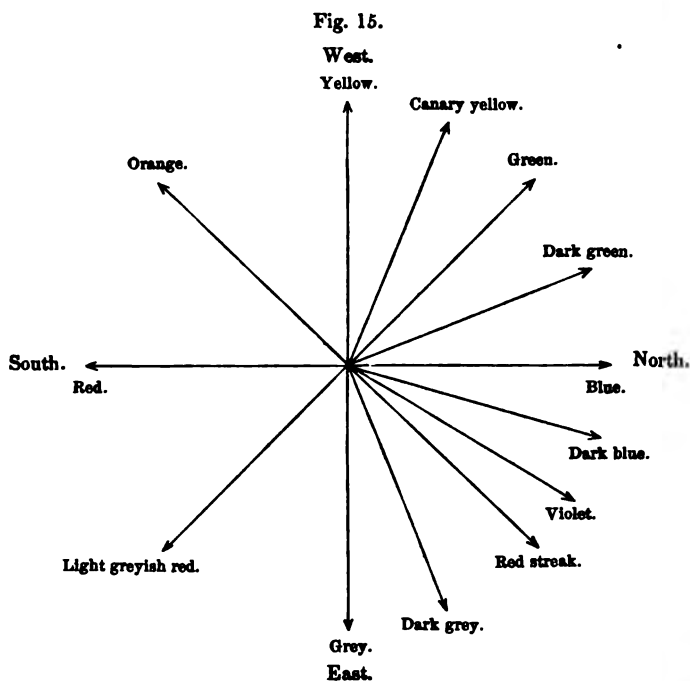 Fig. 15.
West.
Yellow.
Canary yellow.
Orange.
Green.
Dark green.
South.
North.
Red.
Blue.
Dark blue.
Violet.
Light greyish red.
Red streak.
Dark grey.
Grey.
East.